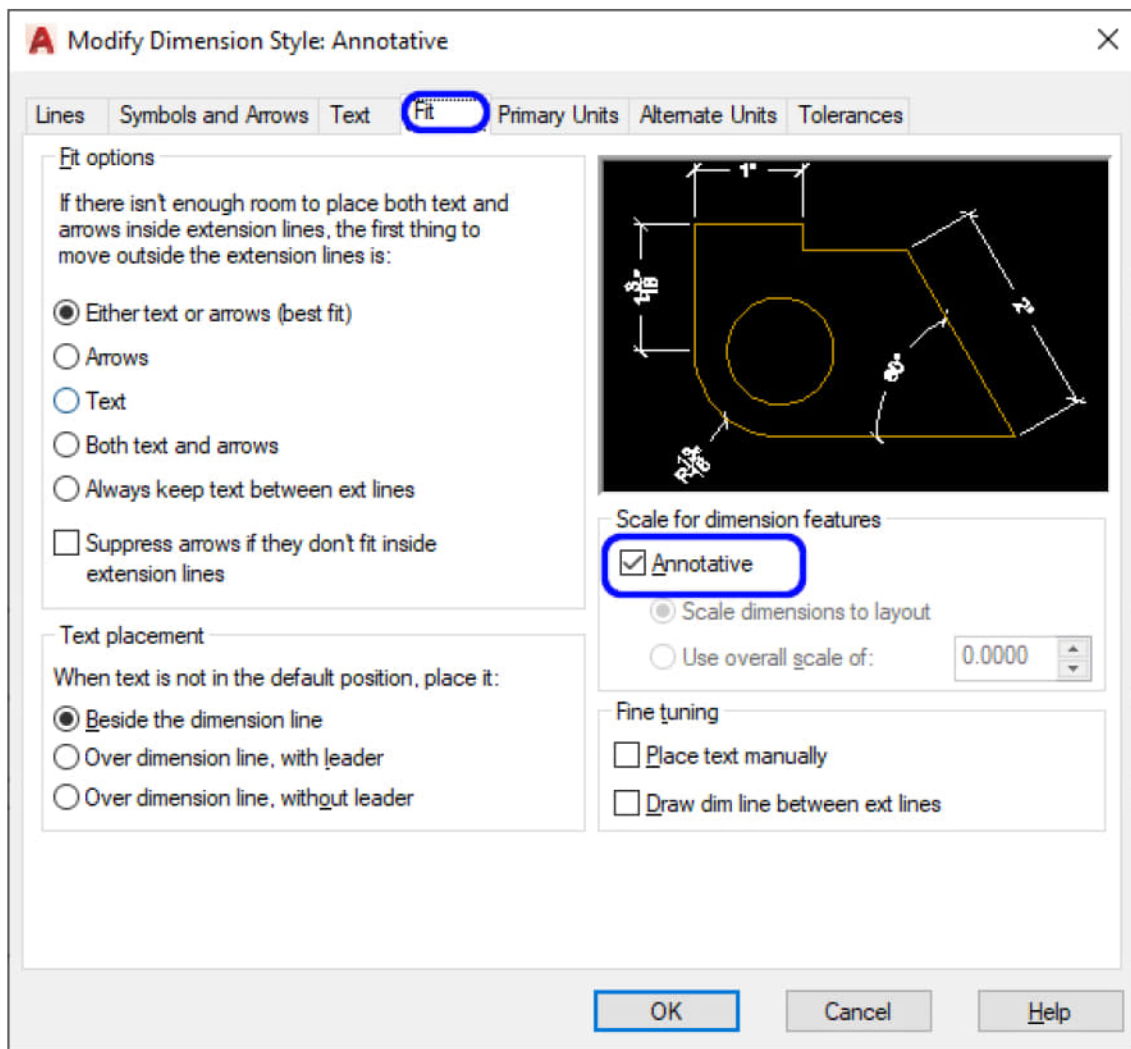 Modify Dimension Style: Annotative
Lines Symbols and Arrows Text Fit Primary Units Alternate Units Tolerances
Fit options
If there isn't enough room to place both text and
arrows inside extension lines, the first thing to
move outside the extension lines is:
Either text or arrows (best fit)
Arrows
Text
Both text and arrows
Always keep text between ext lines
Suppress arrows if they don't fit inside
extension lines
Text placement
When text is not in the default position, place it:
Beside the dimension line
Over dimension line, with leader
Over dimension line, without leader
1"
2"
60°
Scale for dimension features
Annotative
Scale dimensions to layout
Use overall scale of: 0.0000
Fine tuning
Place text manually
Draw dim line between ext lines
OK Cancel Help